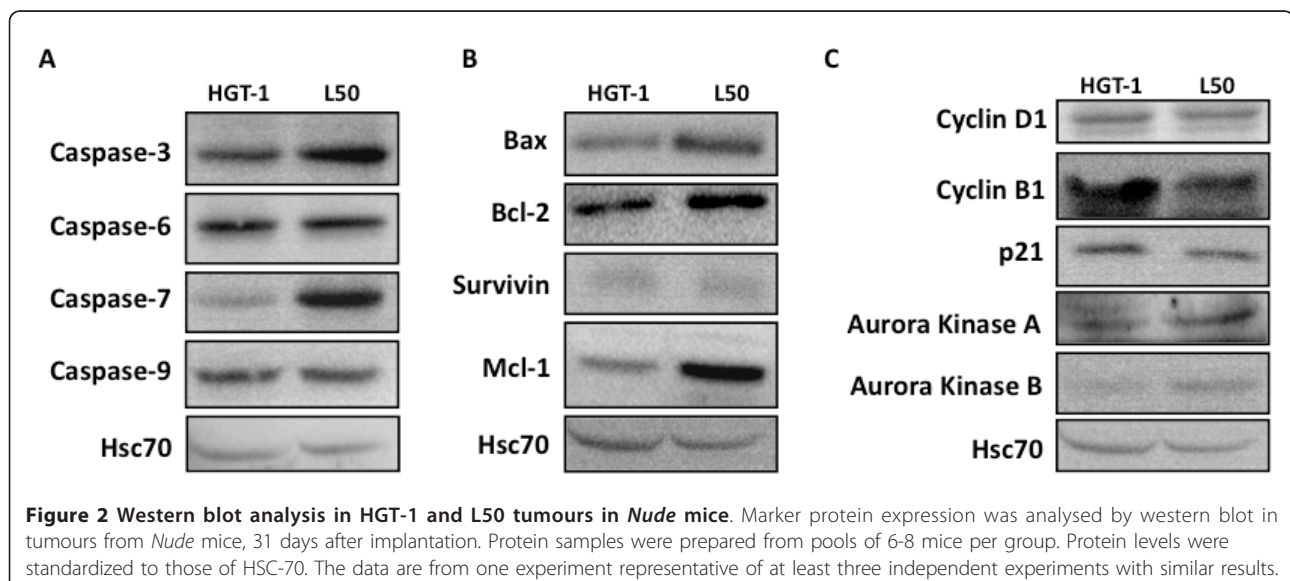 A
HGT-1 L50
Caspase-3
Caspase-6
Caspase-7
Caspase-9
Hsc70
B
HGT-1 L50
Bax
Bcl-2
Survivin
Mcl-1
Hsc70
C
HGT-1 L50
Cyclin D1
Cyclin B1
p21
Aurora Kinase A
Aurora Kinase B
Hsc70
Figure 2 Western blot analysis in HGT-1 and L50 tumours in Nude mice. Marker protein expression was analysed by western blot in
tumours from Nude mice, 31 days after implantation. Protein samples were prepared from pools of 6-8 mice per group. Protein levels were
standardized to those of HSC-70. The data are from one experiment representative of at least three independent experiments with similar results.